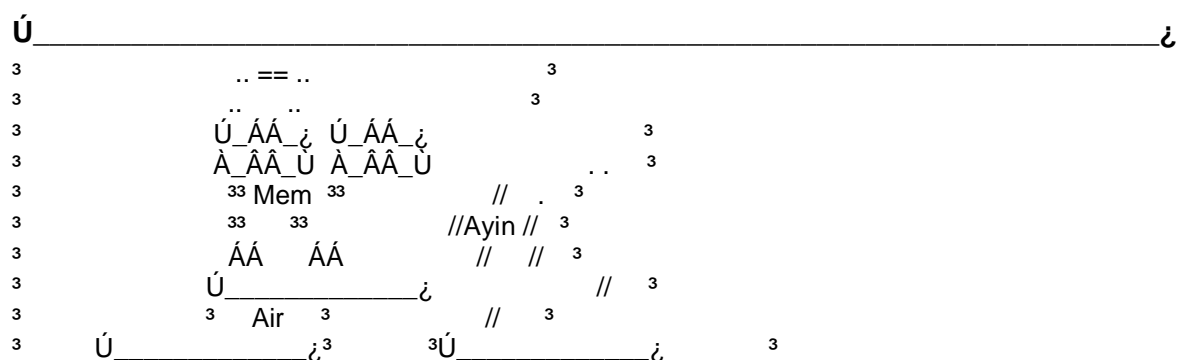 Ú______________________________________________________________________________¿
³ .. == .. ³
³ .. .. ³
³ Ú_ÁÁ_¿ Ú_ÁÁ_¿ ³
³ À_ÂÂ_Ù À_ÂÂ_Ù . . ³
³ ³³ Mem ³³ // . ³
³ ³³ ³³ //Ayin // ³
³ ÁÁ ÁÁ // // ³
³ Ú_____________¿ // ³
³ ³ Air ³ // ³
³ Ú_____________¿³ ³Ú_____________¿ ³